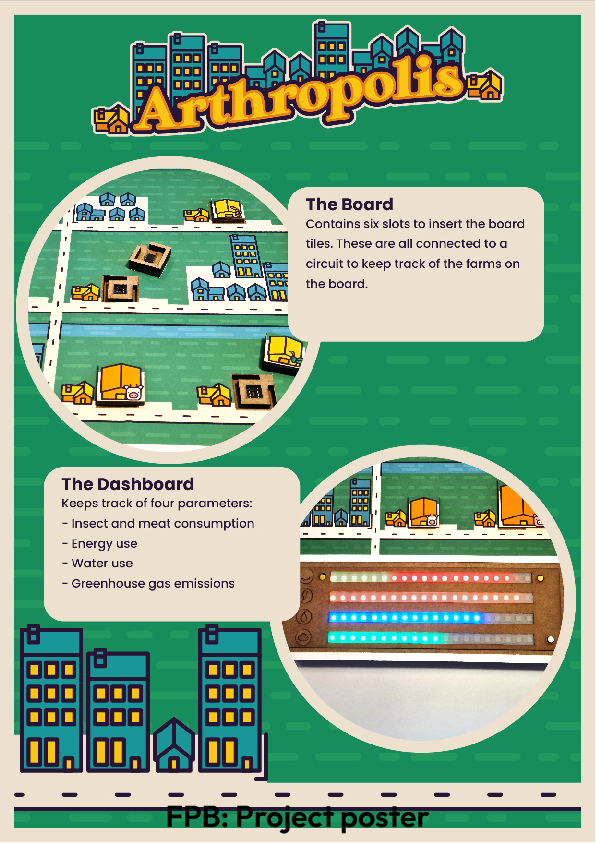 Arthropolis
The Board
Contains six slots to insert the board
tiles. These are all connected to a
circuit to keep track of the farms on
the board.
The Dashboard
Keeps track of four parameters:
- Insect and meat consumption
- Energy use
- Water use
- Greenhouse gas emissions
FPB: Project poster